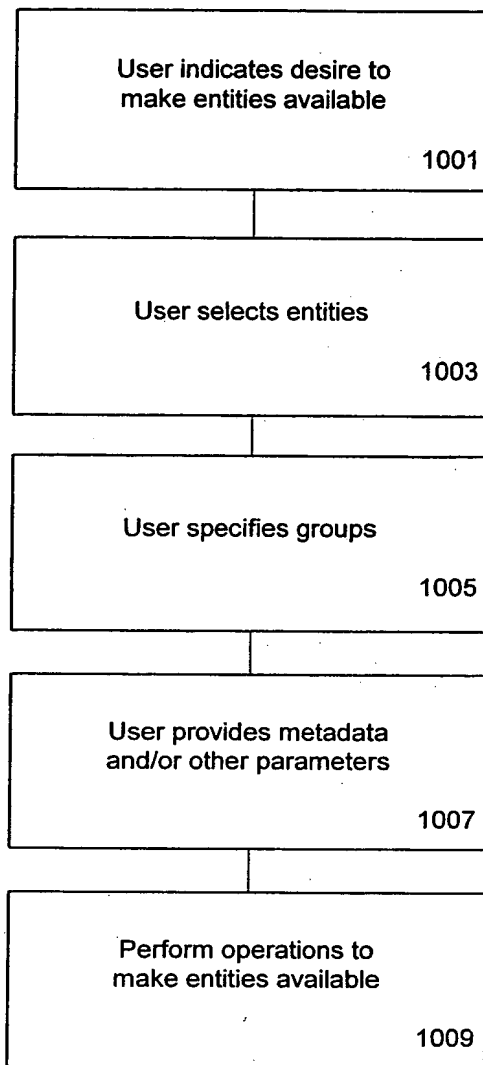 User indicates desire to
make entities available
1001
User selects entities
1003
User specifies groups
1005
User provides metadata
and/or other parameters
1007
Perform operations to
make entities available
1009